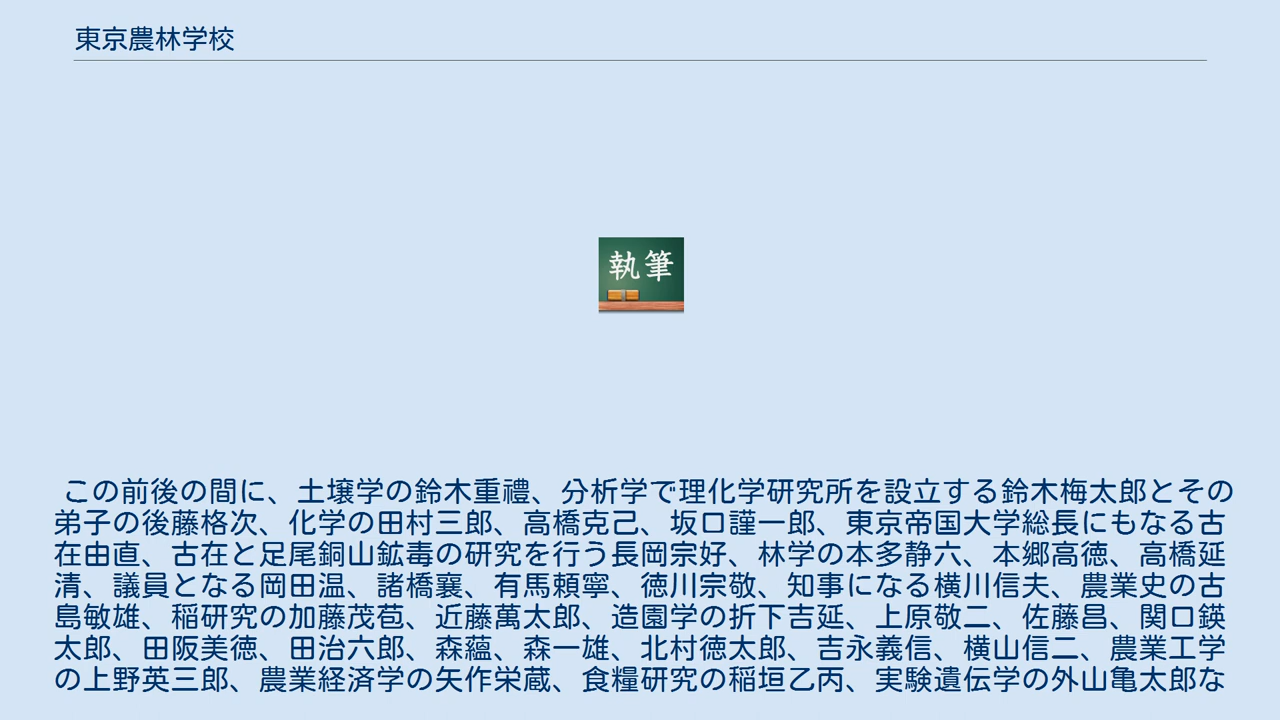 東京農林学校
執筆
この前後の間に、土壌学の鈴木重禮、分析学で理化学研究所を設立する鈴木梅太郎とその
弟子の後藤格次、化学の田村三郎、高橋克己、坂口謹一郎、東京帝国大学総長にもなる古
在由直、古在と足尾銅山鉱毒の研究を行う長岡宗好、林学の本多静六、本郷高徳、高橋延
清、議員となる岡田温、諸橋襄、有馬頼寧、徳川宗敬、知事になる横川信夫、農業史の古
島敏雄、稲研究の加藤茂苞、近藤萬太郎、造園学の折下吉延、上原敬二、佐藤昌、関口鍈
太郎、田阪美徳、田治六郎、森蘊、森一雄、北村徳太郎、吉永義信、横山信二、農業工学
の上野英三郎、農業経済学の矢作栄蔵、食糧研究の稲垣乙丙、実験遺伝学の外山亀太郎な